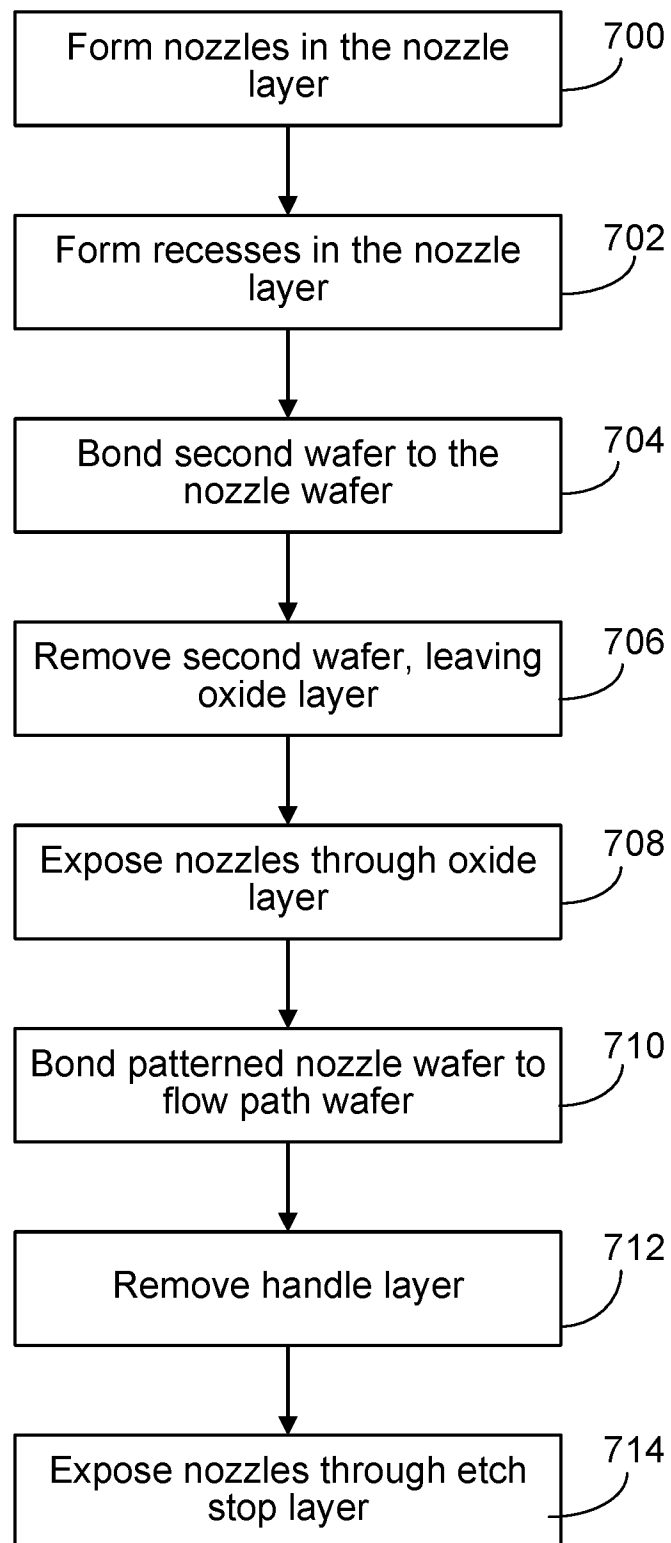 Form nozzles in the nozzle
layer
700
Form recesses in the nozzle
layer
702
Bond second wafer to the
nozzle wafer
704
Remove second wafer, leaving
oxide layer
706
Expose nozzles through oxide
layer
708
Bond patterned nozzle wafer to
flow path wafer
710
Remove handle layer
712
Expose nozzles through etch
stop layer
714